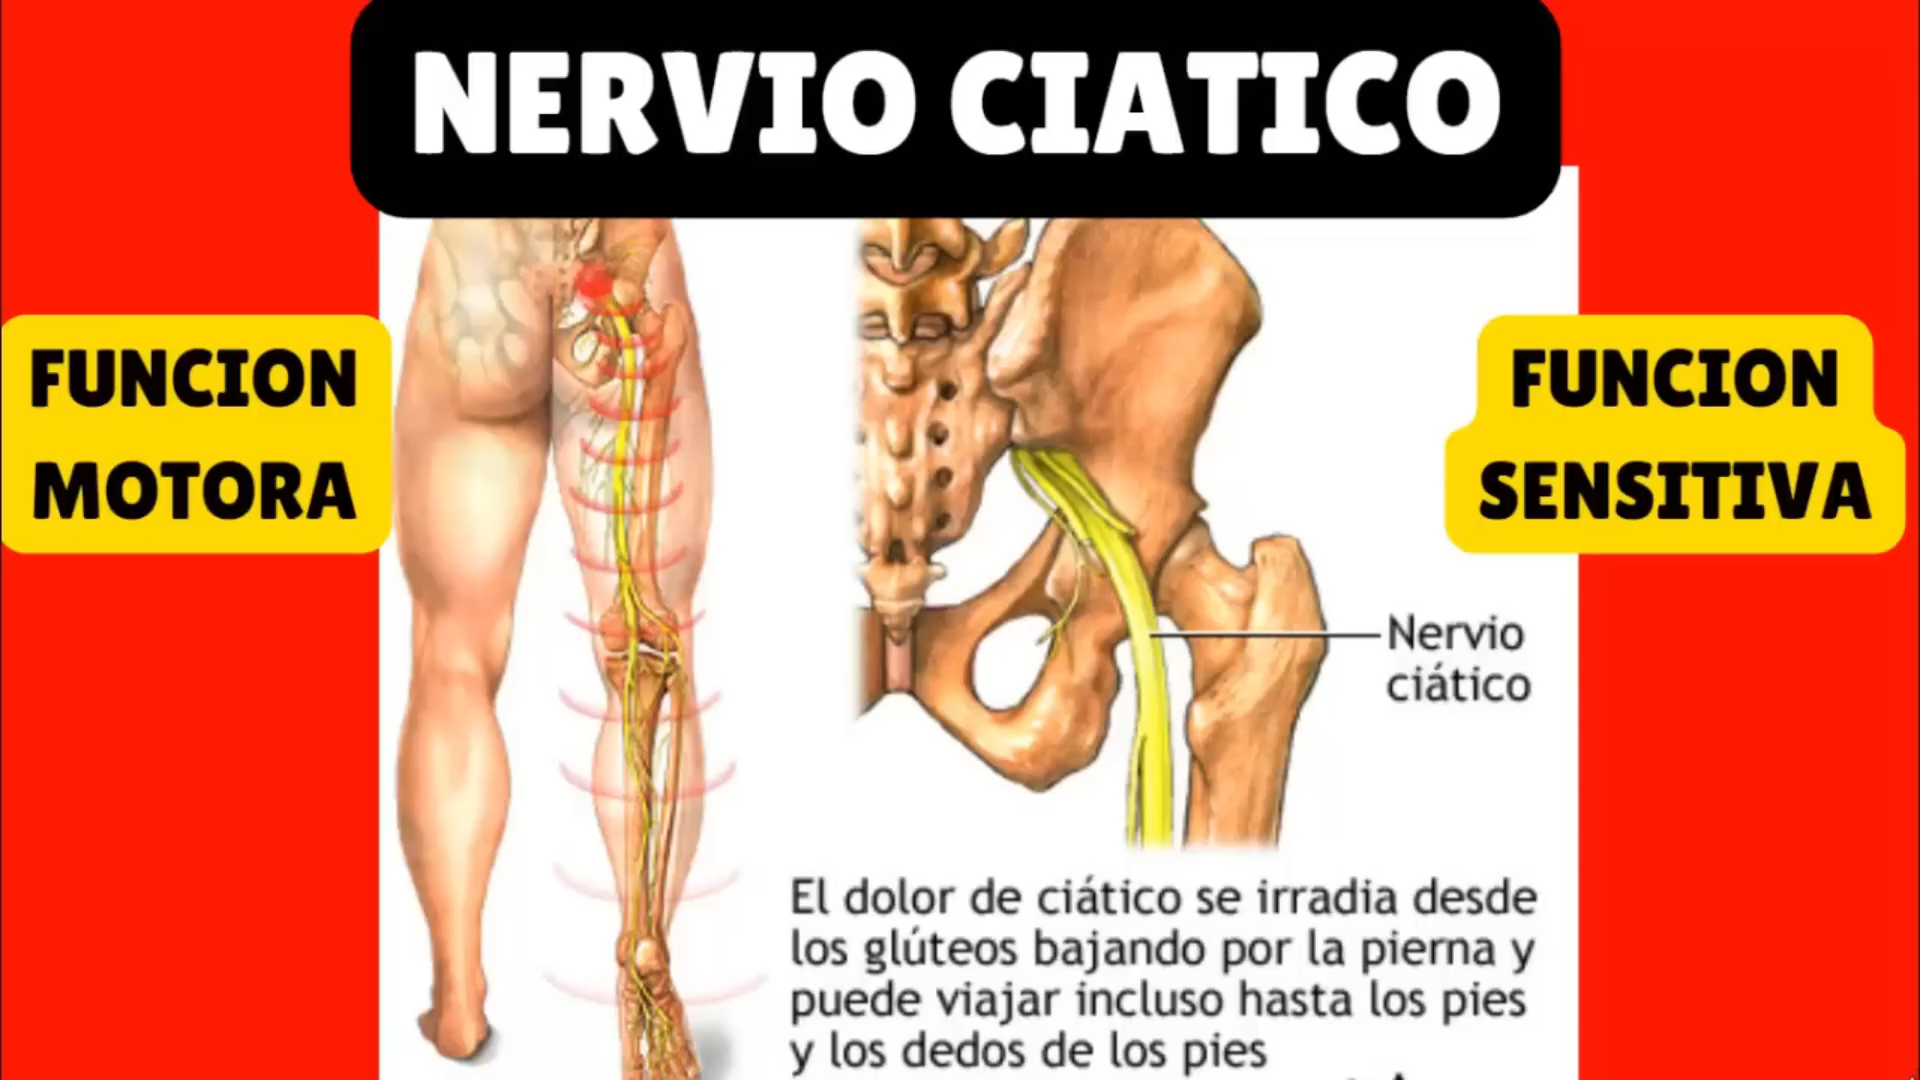 NERVIO CIATICO
FUNCION
MOTORA
FUNCION
SENSITIVA
Nervio
ciático
El dolor de ciático se irradia desde
los glúteos bajando por la pierna y
puede viajar incluso hasta los pies
y los dedos de los pies